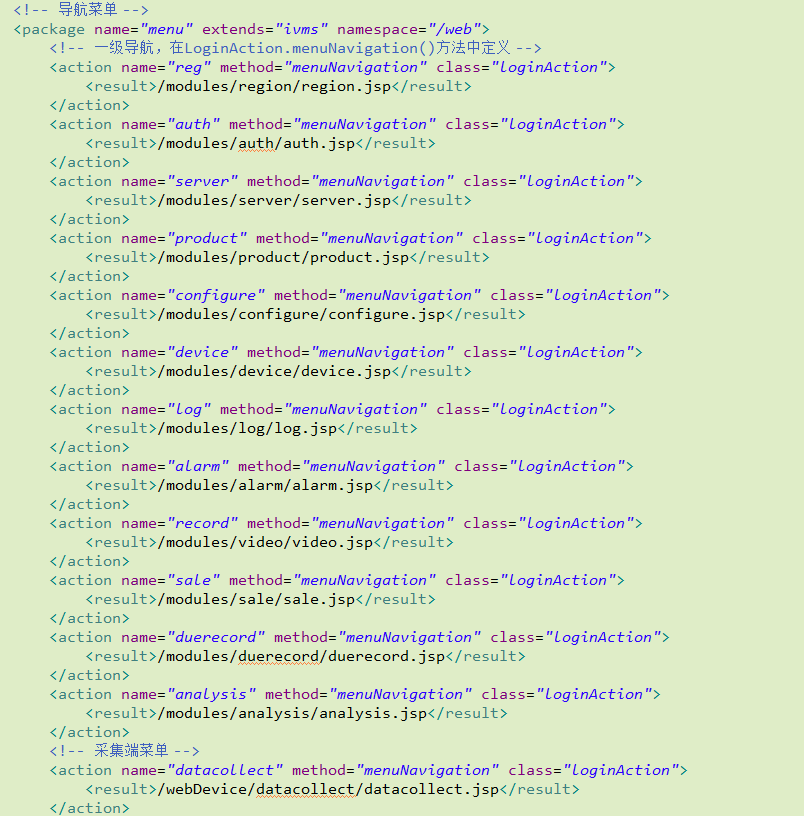 <!-- 导航菜单 -->
<package name="menu" extends="ivms" namespace="/web">
<!-- 一级导航，在LoginAction.menuNavigation()方法中定义 -->
<action name="reg" method="menuNavigation" class="loginAction">
<result>/modules/region/region.jsp</result>
</action>
<action name="auth" method="menuNavigation" class="loginAction">
<result>/modules/auth/auth.jsp</result>
</action>
<action name="server" method="menuNavigation" class="loginAction">
<result>/modules/server/server.jsp</result>
</action>
<action name="product" method="menuNavigation" class="loginAction">
<result>/modules/product/product.jsp</result>
</action>
<action name="configure" method="menuNavigation" class="loginAction">
<result>/modules/configure/configure.jsp</result>
</action>
<action name="device" method="menuNavigation" class="loginAction">
<result>/modules/device/device.jsp</result>
</action>
<action name="log" method="menuNavigation" class="loginAction">
<result>/modules/log/log.jsp</result>
</action>
<action name="alarm" method="menuNavigation" class="loginAction">
<result>/modules/alarm/alarm.jsp</result>
</action>
<action name="record" method="menuNavigation" class="loginAction">
<result>/modules/video/video.jsp</result>
</action>
<action name="sale" method="menuNavigation" class="loginAction">
<result>/modules/sale/sale.jsp</result>
</action>
<action name="duerecord" method="menuNavigation" class="loginAction">
<result>/modules/duerecord/duerecord.jsp</result>
</action>
<action name="analysis" method="menuNavigation" class="loginAction">
<result>/modules/analysis/analysis.jsp</result>
</action>
<!-- 采集端菜单 -->
<action name="datacollect" method="menuNavigation" class="loginAction">
<result>/webDevice/datacollect/datacollect.jsp</result>
</action>